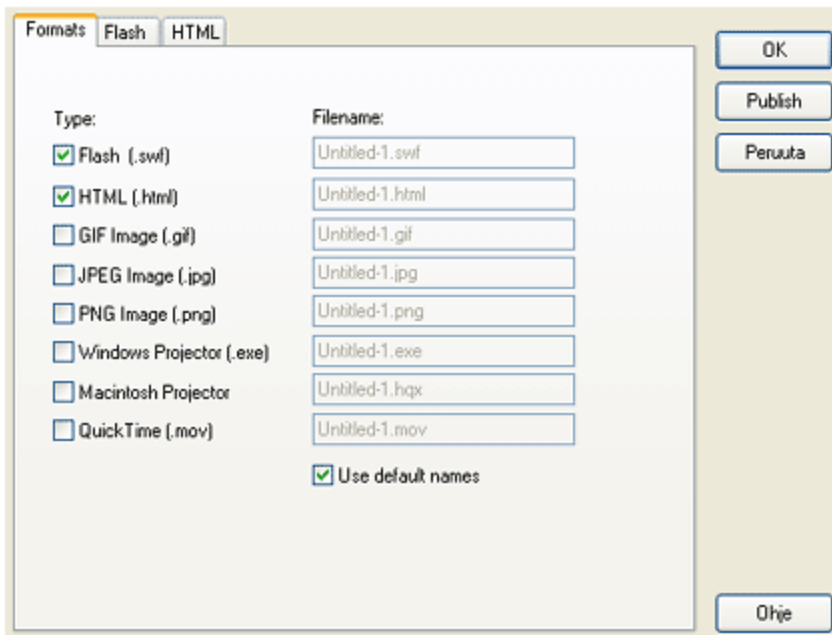 Formats Flash HTML
OK
Publish
Peruuta
Type: Filename:
Flash (.swf) Untitled-1.swf
HTML (.html) Untitled-1.html
GIF Image (.gif) Untitled-1.gif
JPEG Image (.jpg) Untitled-1.jpg
PNG Image (.png) Untitled-1.png
Windows Projector (.exe) Untitled-1.exe
Macintosh Projector Untitled-1.hqx
QuickTime (.mov) Untitled-1.mov
Use default names
Ohje